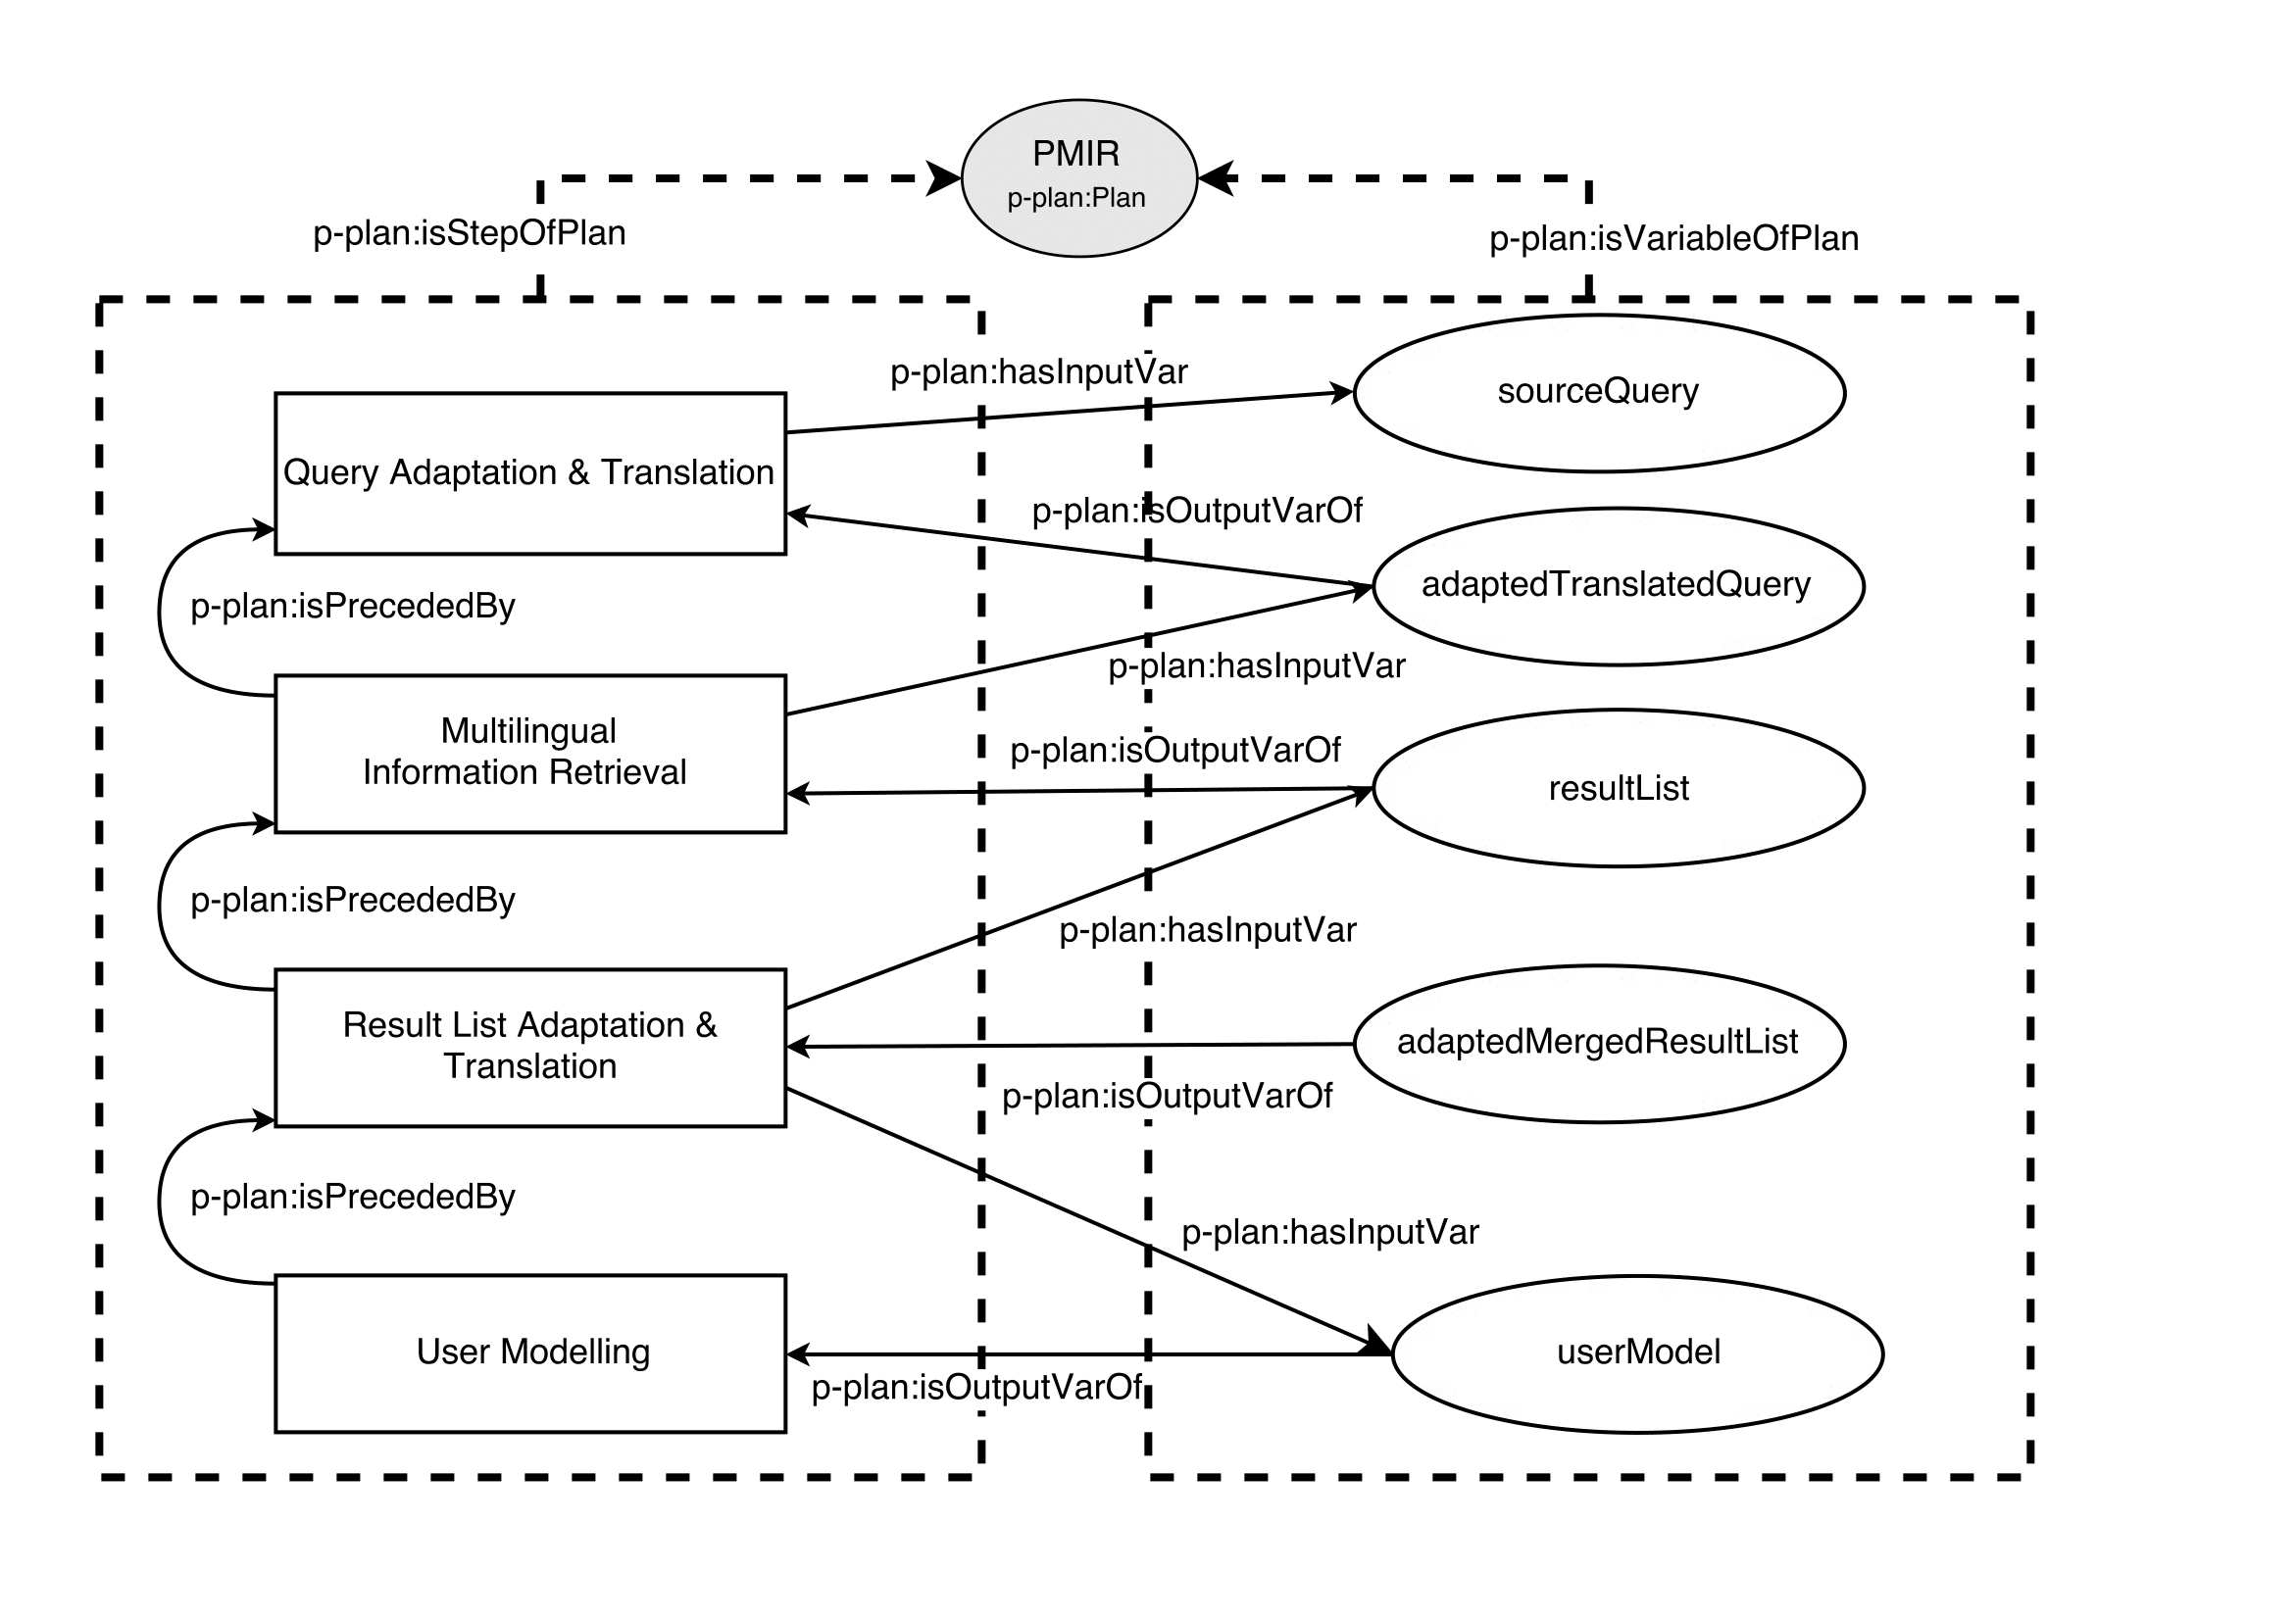 PMIR
p-plan:Plan
p-plan:isStepOfPlan
p-plan:isVariableOfPlan
p-plan:hasInputVar
sourceQuery
Query Adaptation & Translation
p-plan:isOutputVarOf
adaptedTranslatedQuery
p-plan:isPrecededBy
p-plan:hasInputVar
Multilingual
Information Retrieval
p-plan:isOutputVarOf
resultList
p-plan:isPrecededBy
p-plan:hasInputVar
Result List Adaptation &
Translation
adaptedMergedResultList
p-plan:isOutputVarOf
p-plan:isPrecededBy
p-plan:hasInputVar
User Modelling
userModel
p-plan:isOutputVarOf